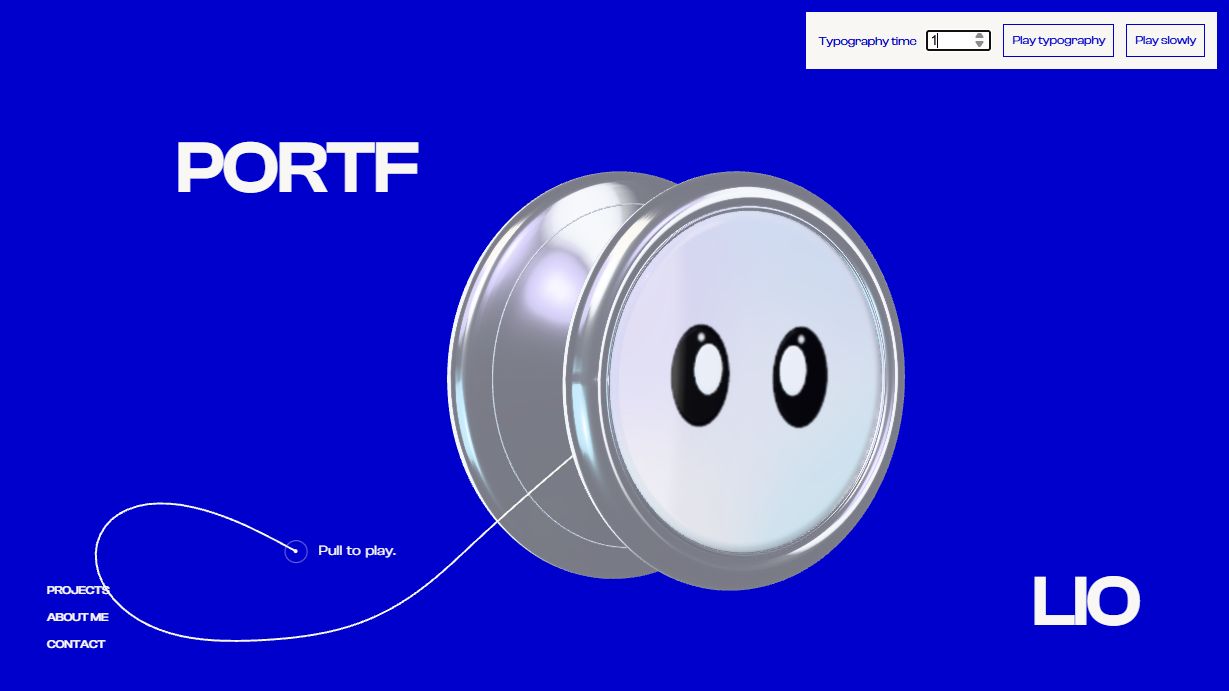 Typography time 1 Play typography Play slowly
PORTF
Pull to play.
PROJECTS
ABOUT ME
CONTACT
LIO